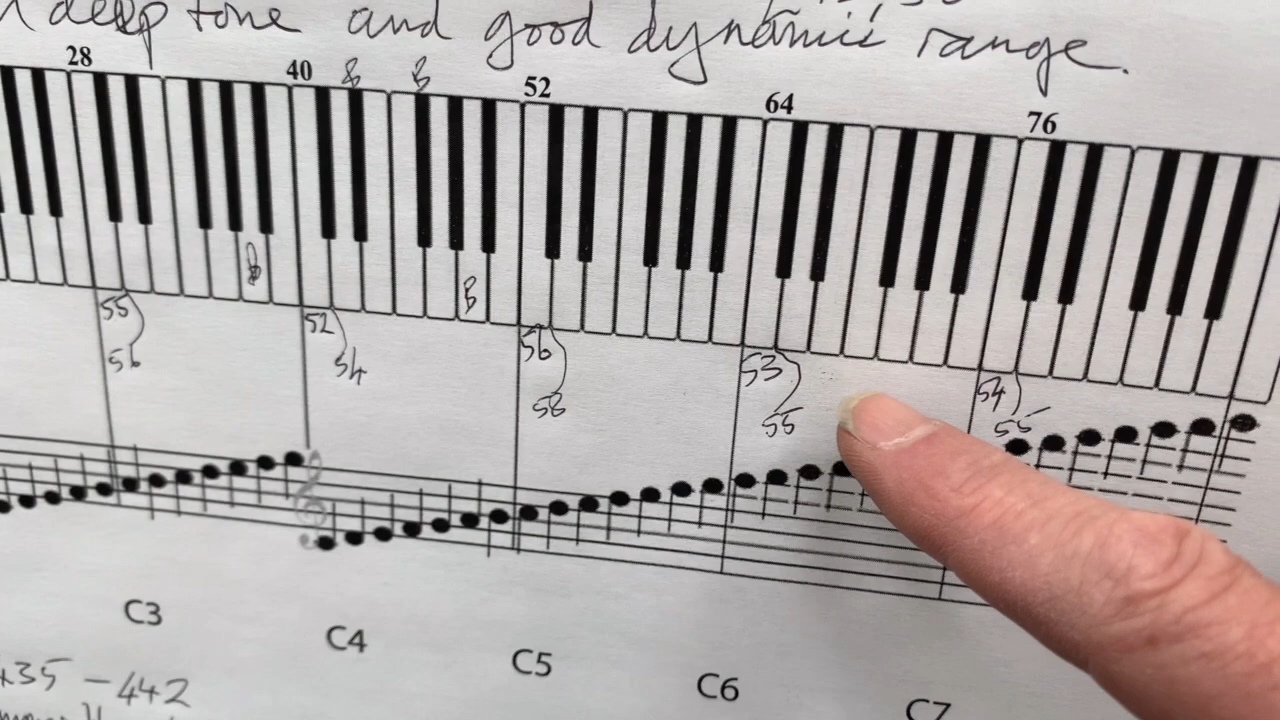 deep tone and good dynamic range.
28 40 52 64 76
B B
B
55 52 56 53 54
56 54 58 55 55
C3 C4 C5 C6 C7
435 - 442